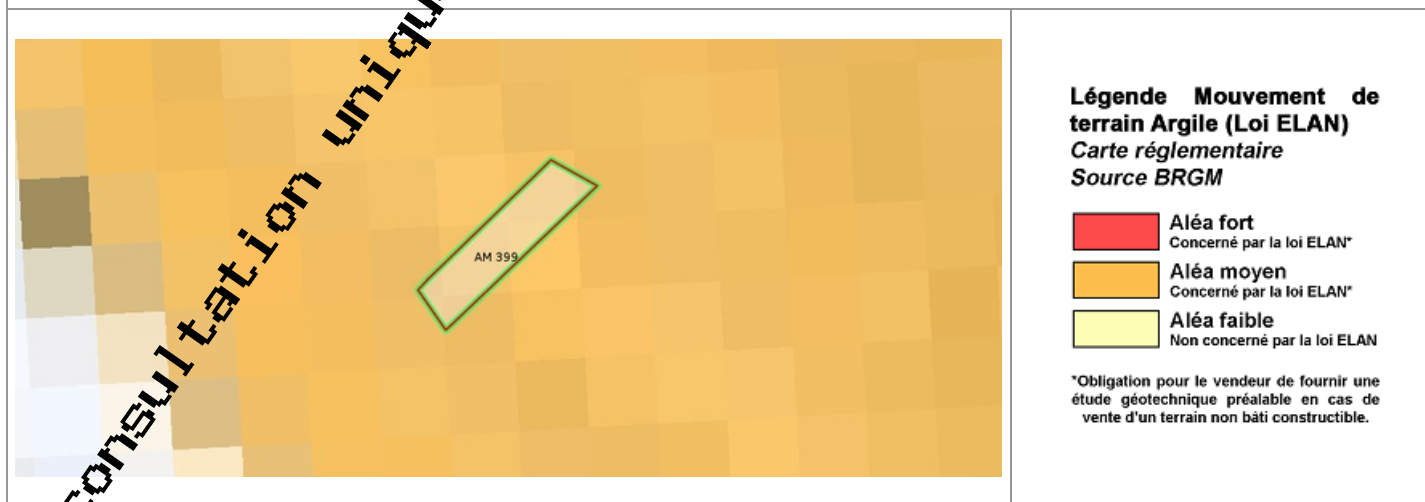 consultation uniqu
AM 399
Légende Mouvement de
terrain Argile (Loi ELAN)
Carte réglementaire
Source BRGM
Aléa fort
Concerné par la loi ELAN*
Aléa moyen
Concerné par la loi ELAN*
Aléa faible
Non concerné par la loi ELAN
*Obligation pour le vendeur de fournir une
étude géotechnique préalable en cas de
vente d'un terrain non bâti constructible.